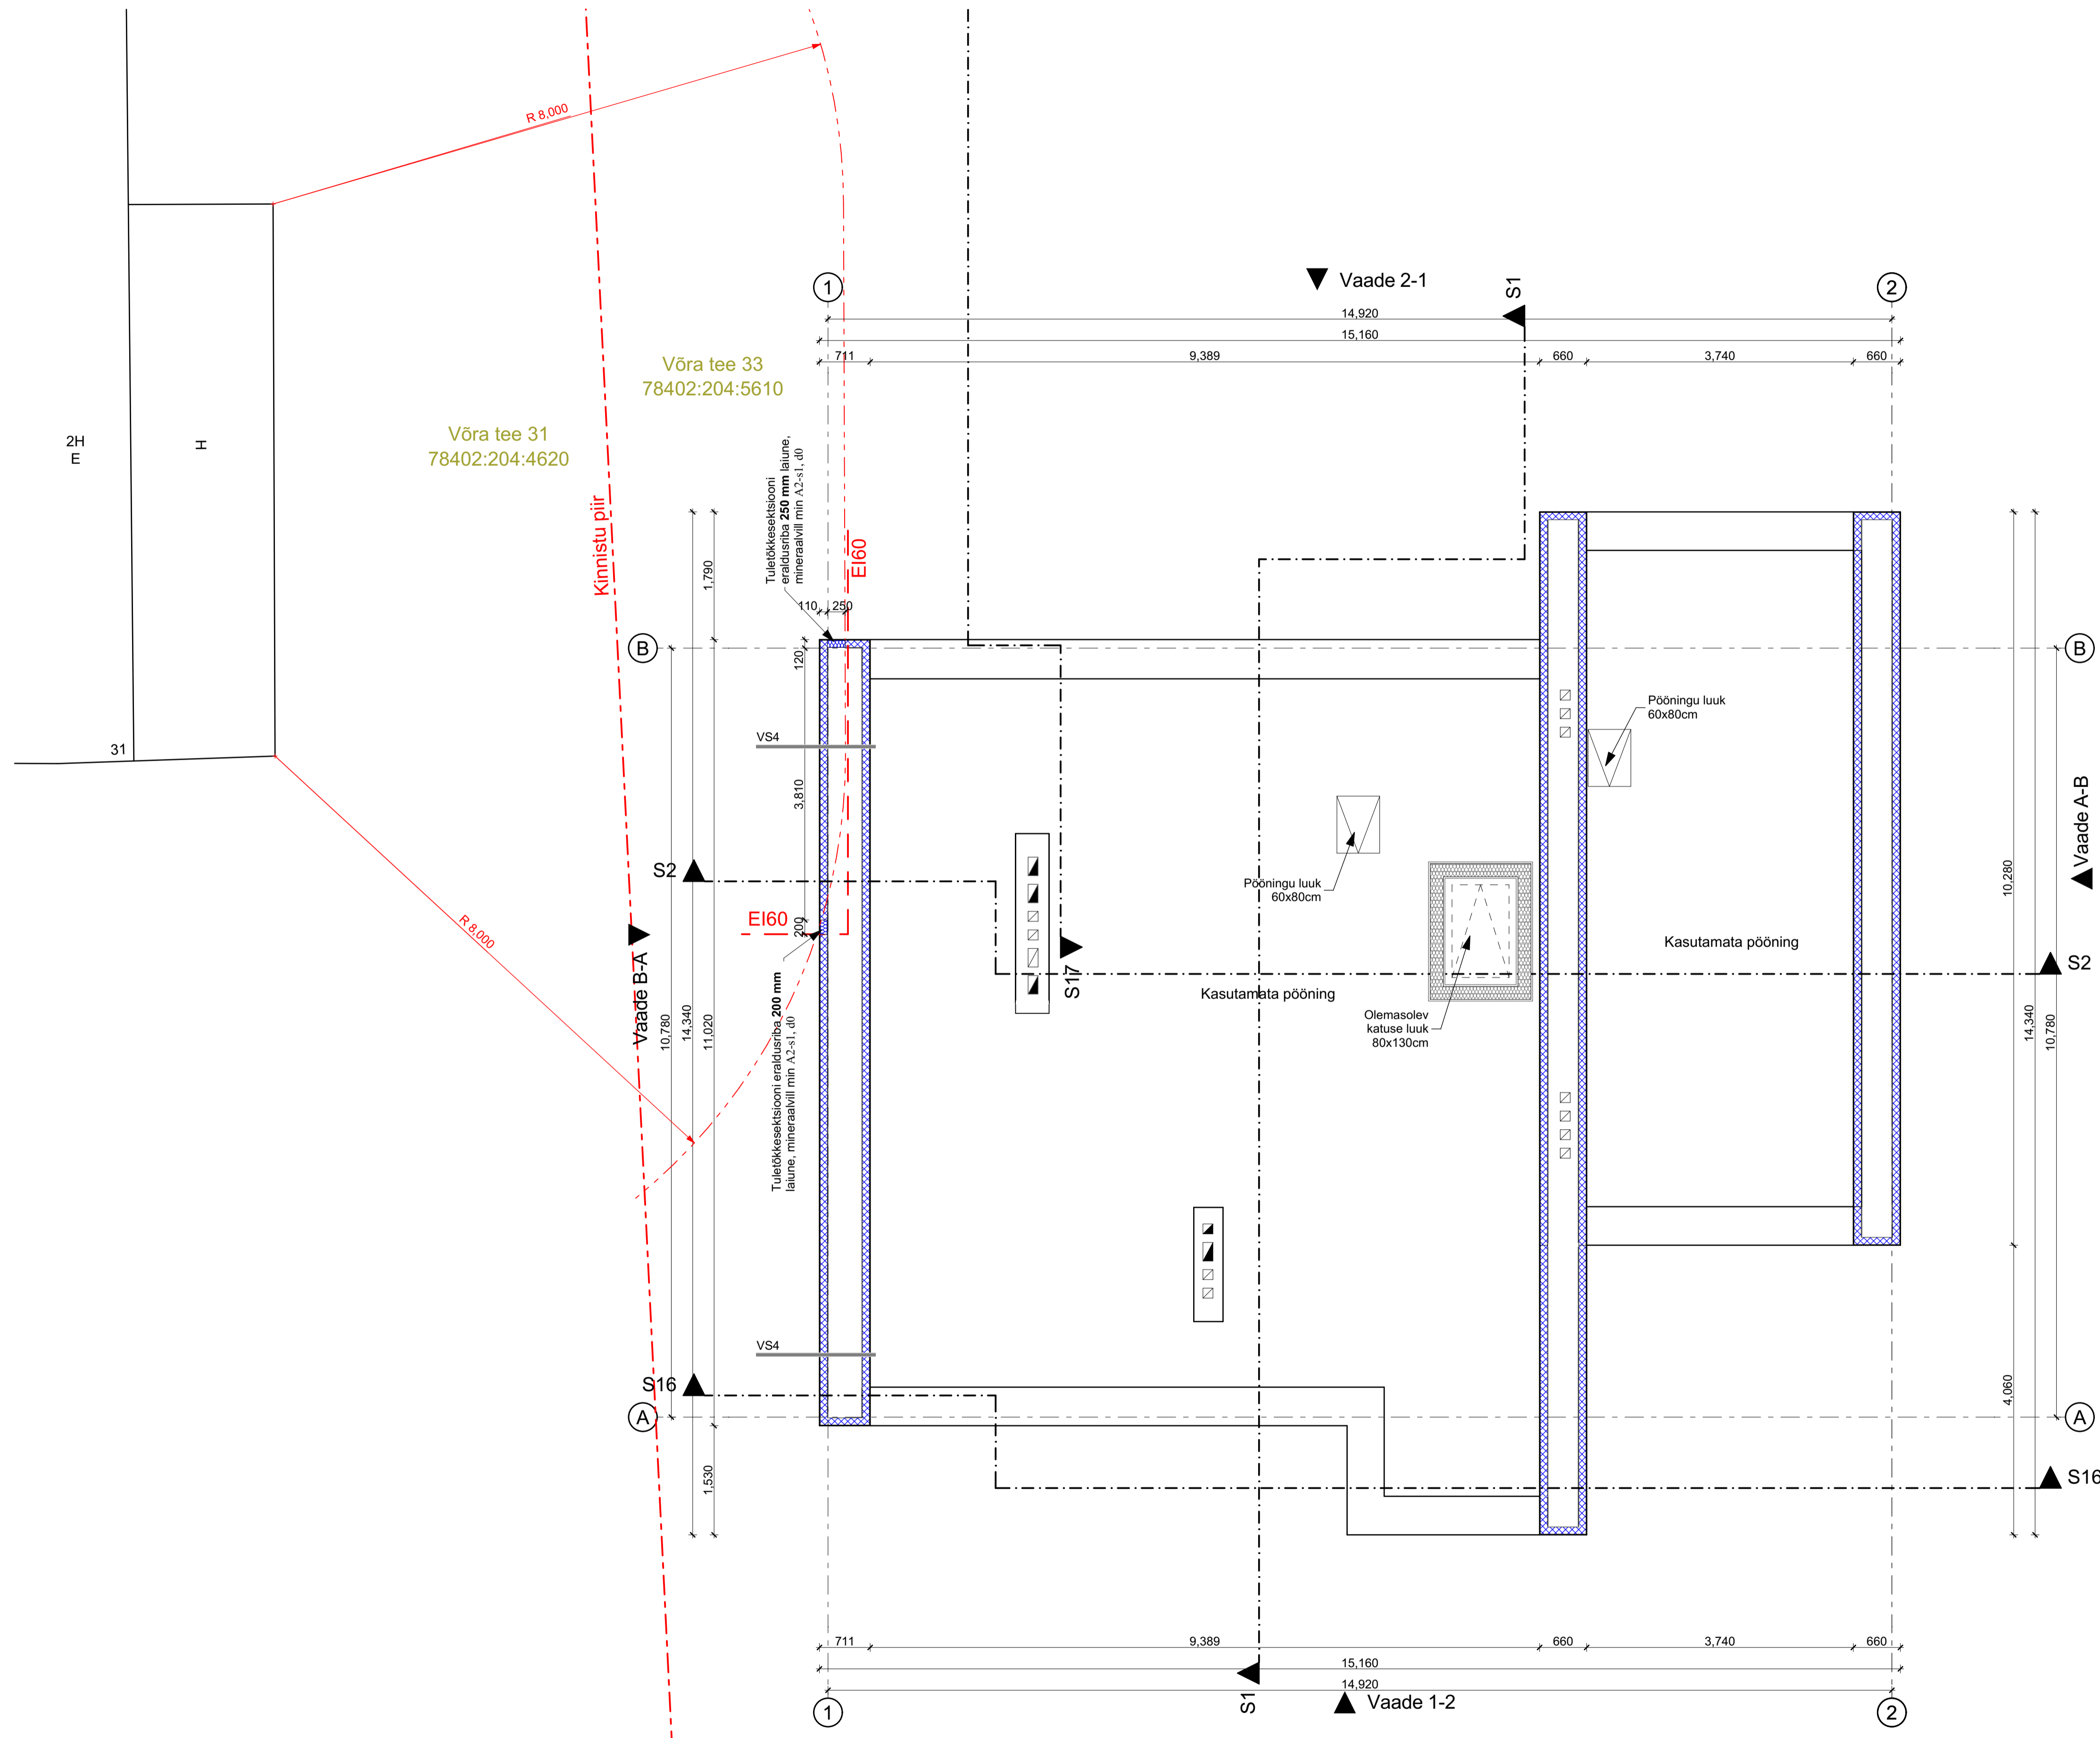 R 8,000
1
Vaade 2-1
S1
2
14,920
15,160
711
9,389
660
3,740
660
Võra tee 33
78402:204:5610
Võra tee 31
78402:204:4620
2H
E
H
31
Kinnistu piir
Tuletõkkesektsiooni
eraldusriba 250 mm laiune,
mineraalvill min A2-s1, d0
EI60
110
250
1,790
B
B
120
VS4
3,810
Pööningu luuk
60x80cm
Pööningu luuk
60x80cm
Vaade A-B
S2
EI60
200
R 8,000
Vaade B-A
10,780
14,340
11,020
Tuletõkkesektsiooni eraldusriba 200 mm
laiune, mineraalvill min A2-s1, d0
S17
Kasutamata pööning
Kasutamata pööning
Olemasolev
katuse luuk
80x130cm
S2
10,280
14,340
10,780
VS4
S16
A
A
4,060
1,530
S16
711
9,389
660
3,740
660
15,160
14,920
1
S1
Vaade 1-2
2